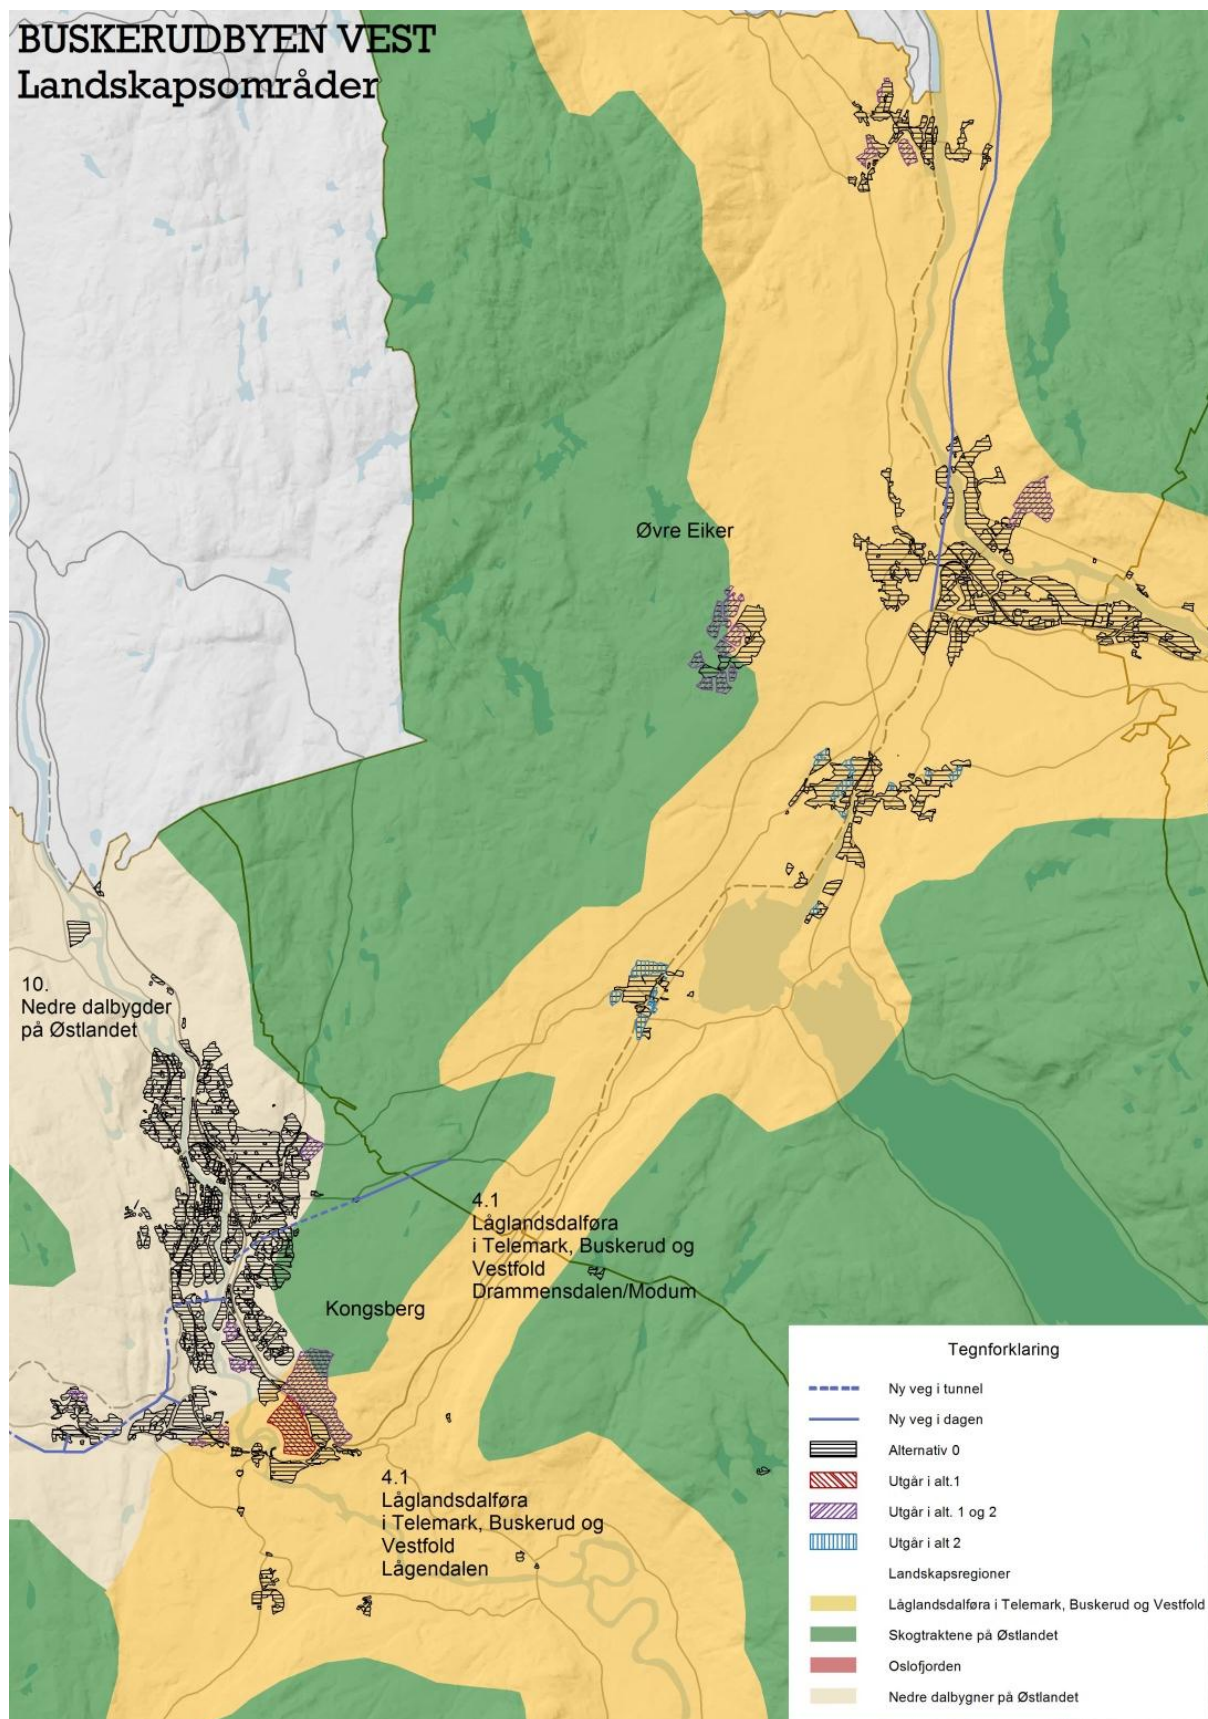 BUSKERUDBYEN VEST
Landskapsområder
Øvre Eiker
10.
Nedre dalbygder
på Østlandet
4.1
Låglandsdalføra
i Telemark, Buskerud og
Vestfold
Drammensdalen/Modum
Kongsberg
4.1
Låglandsdalføra
i Telemark, Buskerud og
Vestfold
Lågendalen
Tegnforklaring
Ny veg i tunnel
Ny veg i dagen
Alternativ 0
Utgår i alt.1
Utgår i alt. 1 og 2
Utgår i alt 2
Landskapsregioner
Låglandsdalføra i Telemark, Buskerud og Vestfold
Skogtraktene på Østlandet
Oslofjorden
Nedre dalbygner på Østlandet